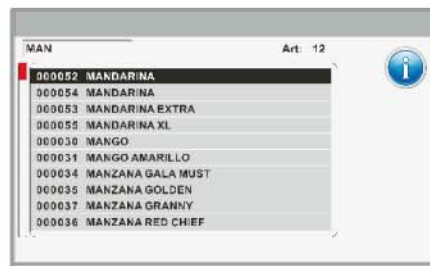 MAN Art: 12
000052 MANDARINA
000054 MANDARINA
000053 MANDARINA EXTRA
000055 MANDARINA XL
000030 MANGO
000031 MANGO AMARILLO
000034 MANZANA GALA MUST
000035 MANZANA GOLDEN
000037 MANZANA GRANNY
000036 MANZANA RED CHIEF